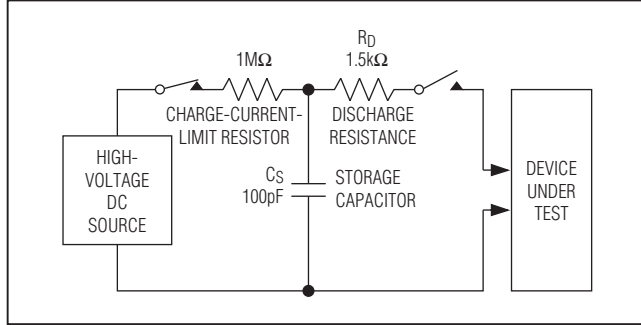 R_D
1MΩ
1.5kΩ
CHARGE-CURRENT-
LIMIT RESISTOR
DISCHARGE
RESISTANCE
HIGH-
VOLTAGE
DC
SOURCE
C_S
100pF
STORAGE
CAPACITOR
DEVICE
UNDER
TEST